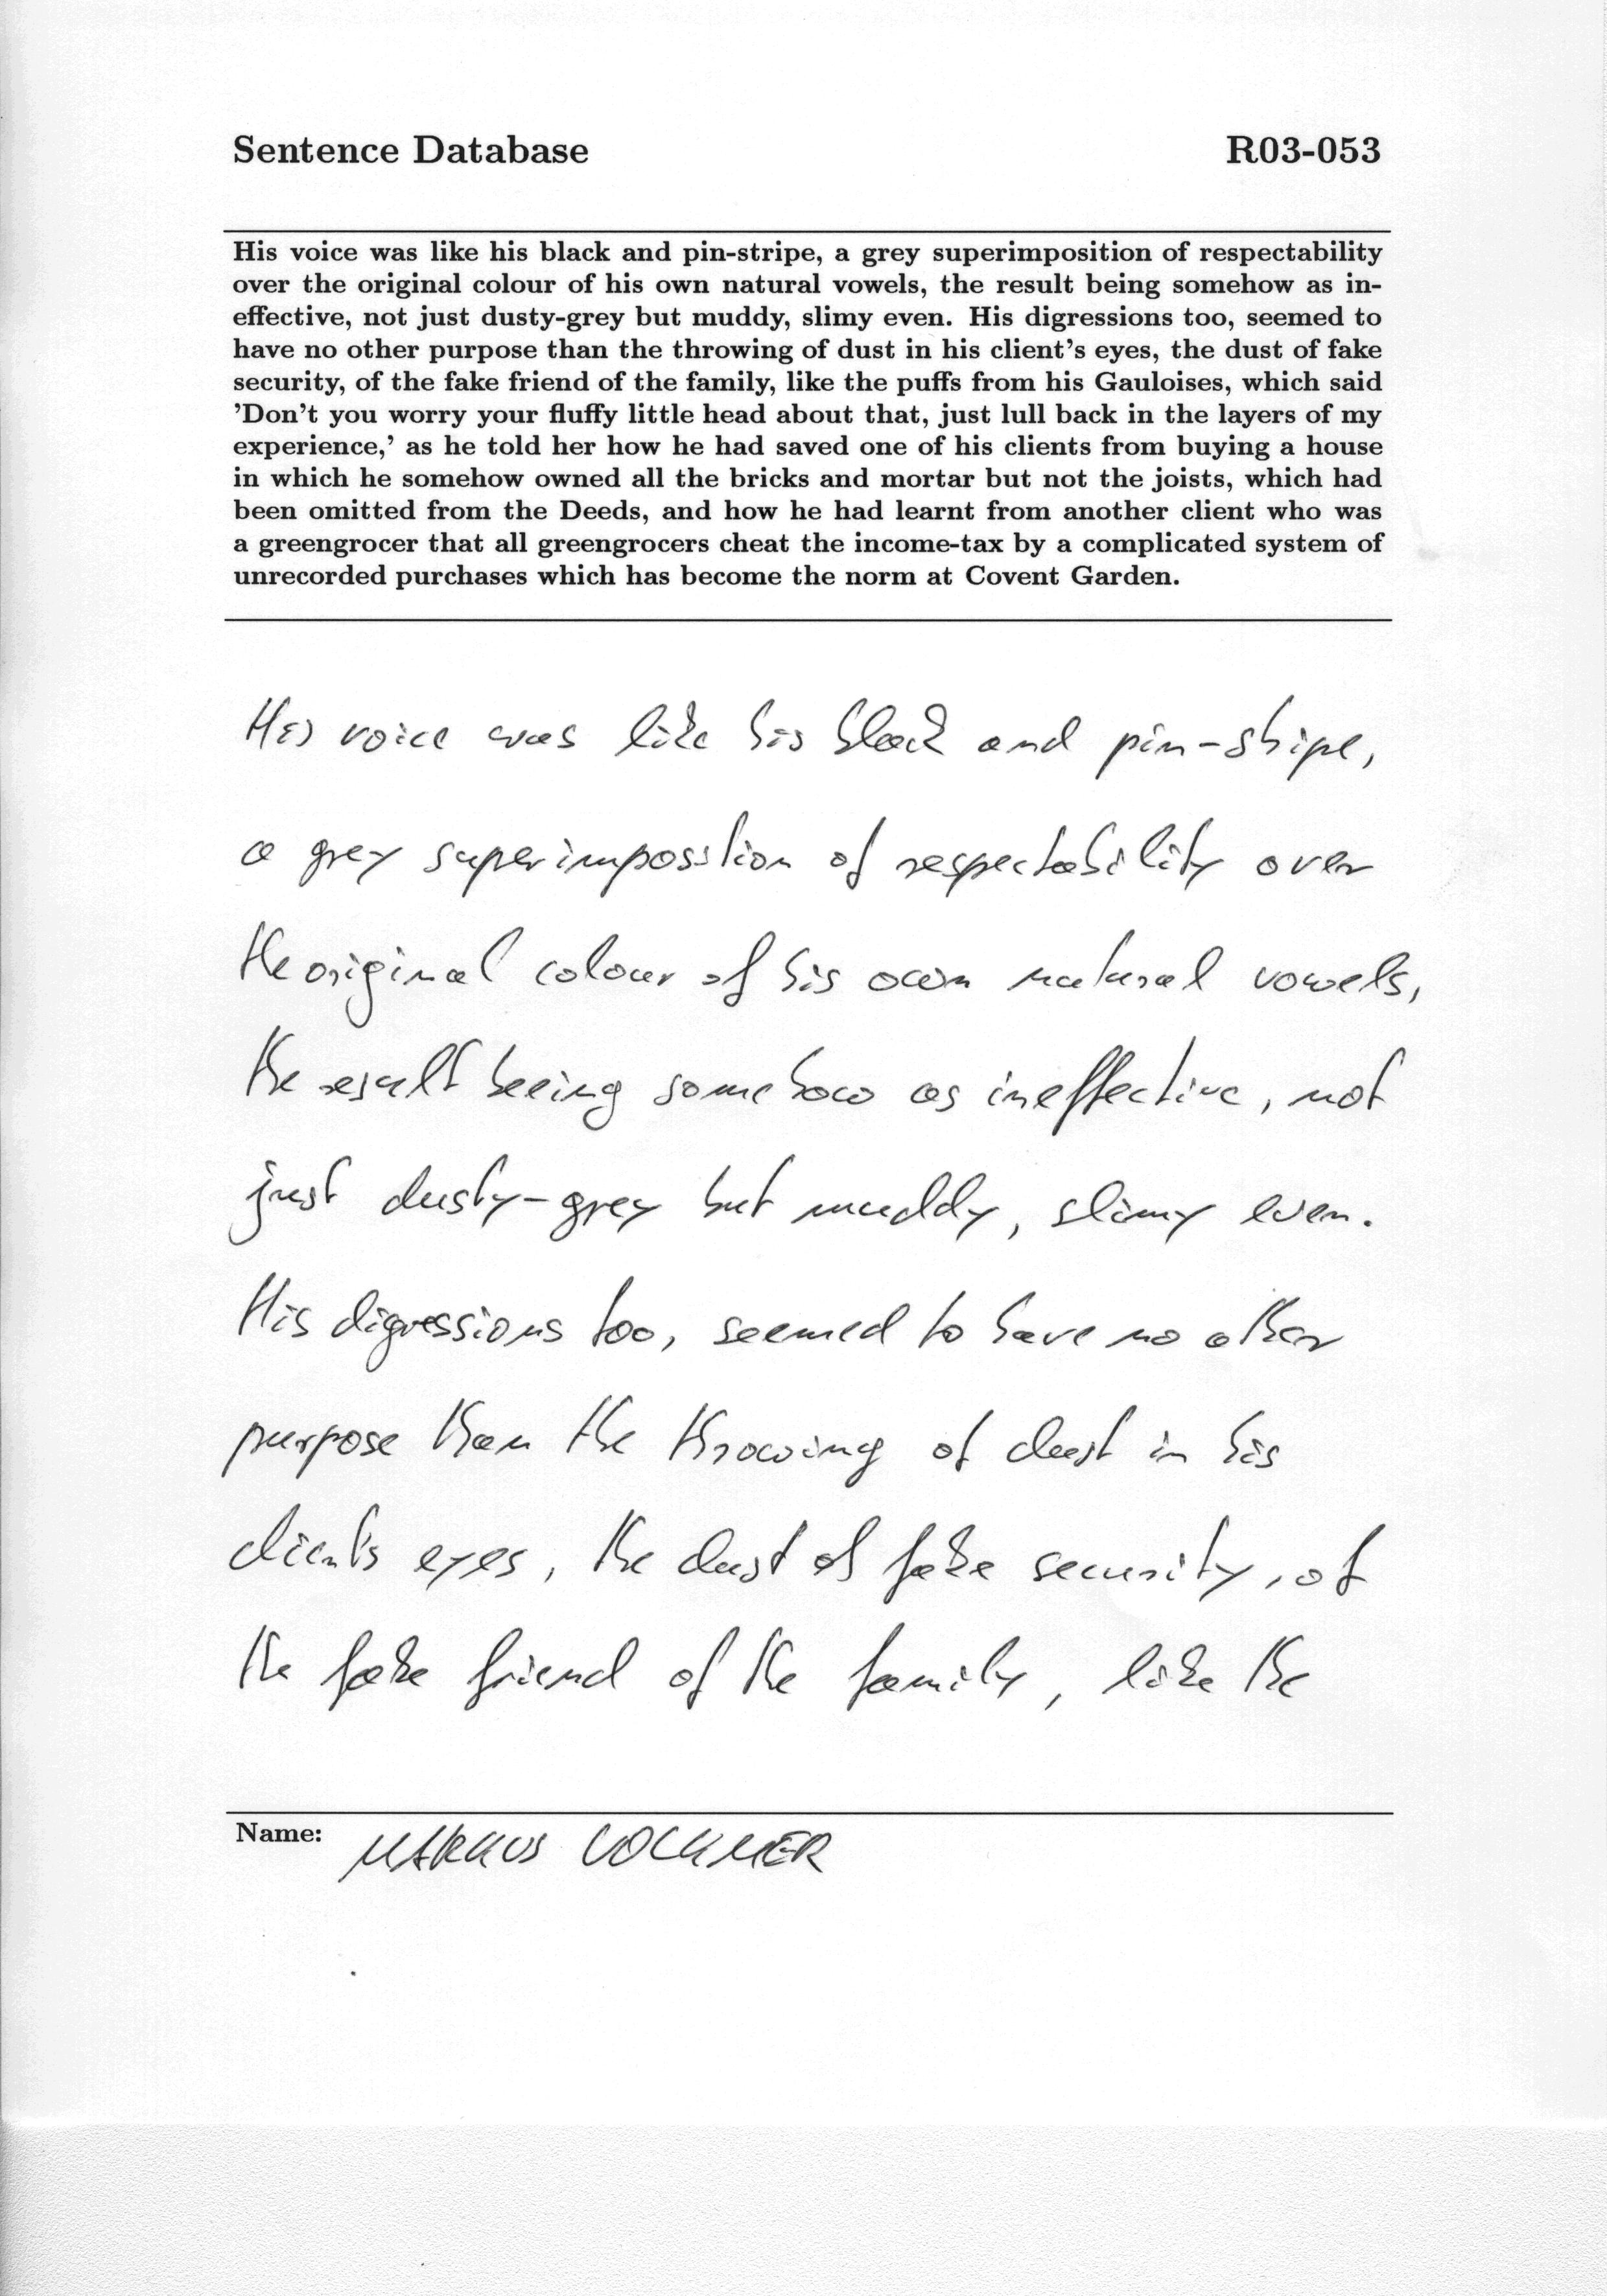 Sentence Database R03-053
His voice was like his black and pin-stripe, a grey superimposition of respectability
over the original colour of his own natural vowels, the result being somehow as in-
effective, not just dusty-grey but muddy, slimy even. His digressions too, seemed to
have no other purpose than the throwing of dust in his client's eyes, the dust of fake
security, of the fake friend of the family, like the puffs from his Gauloises, which said
'Don't you worry your fluffy little head about that, just lull back in the layers of my
experience,' as he told her how he had saved one of his clients from buying a house
in which he somehow owned all the bricks and mortar but not the joists, which had
been omitted from the Deeds, and how he had learnt from another client who was
a greengrocer that all greengrocers cheat the income-tax by a complicated system of
unrecorded purchases which has become the norm at Covent Garden.
His voice was like his black and pin-stripe,
a grey superimposition of respectability over
the original colour of his own natural vowels,
the result beeing somehow as ineffective, not
just dusty-grey but muddy, slimy even.
His digressions too, seemed to have no other
purpose than the throwing of dust in his
client's eyes, the dust of fake security, of
the fake friend of the family, like the
Name: MARKUS VOLKMER